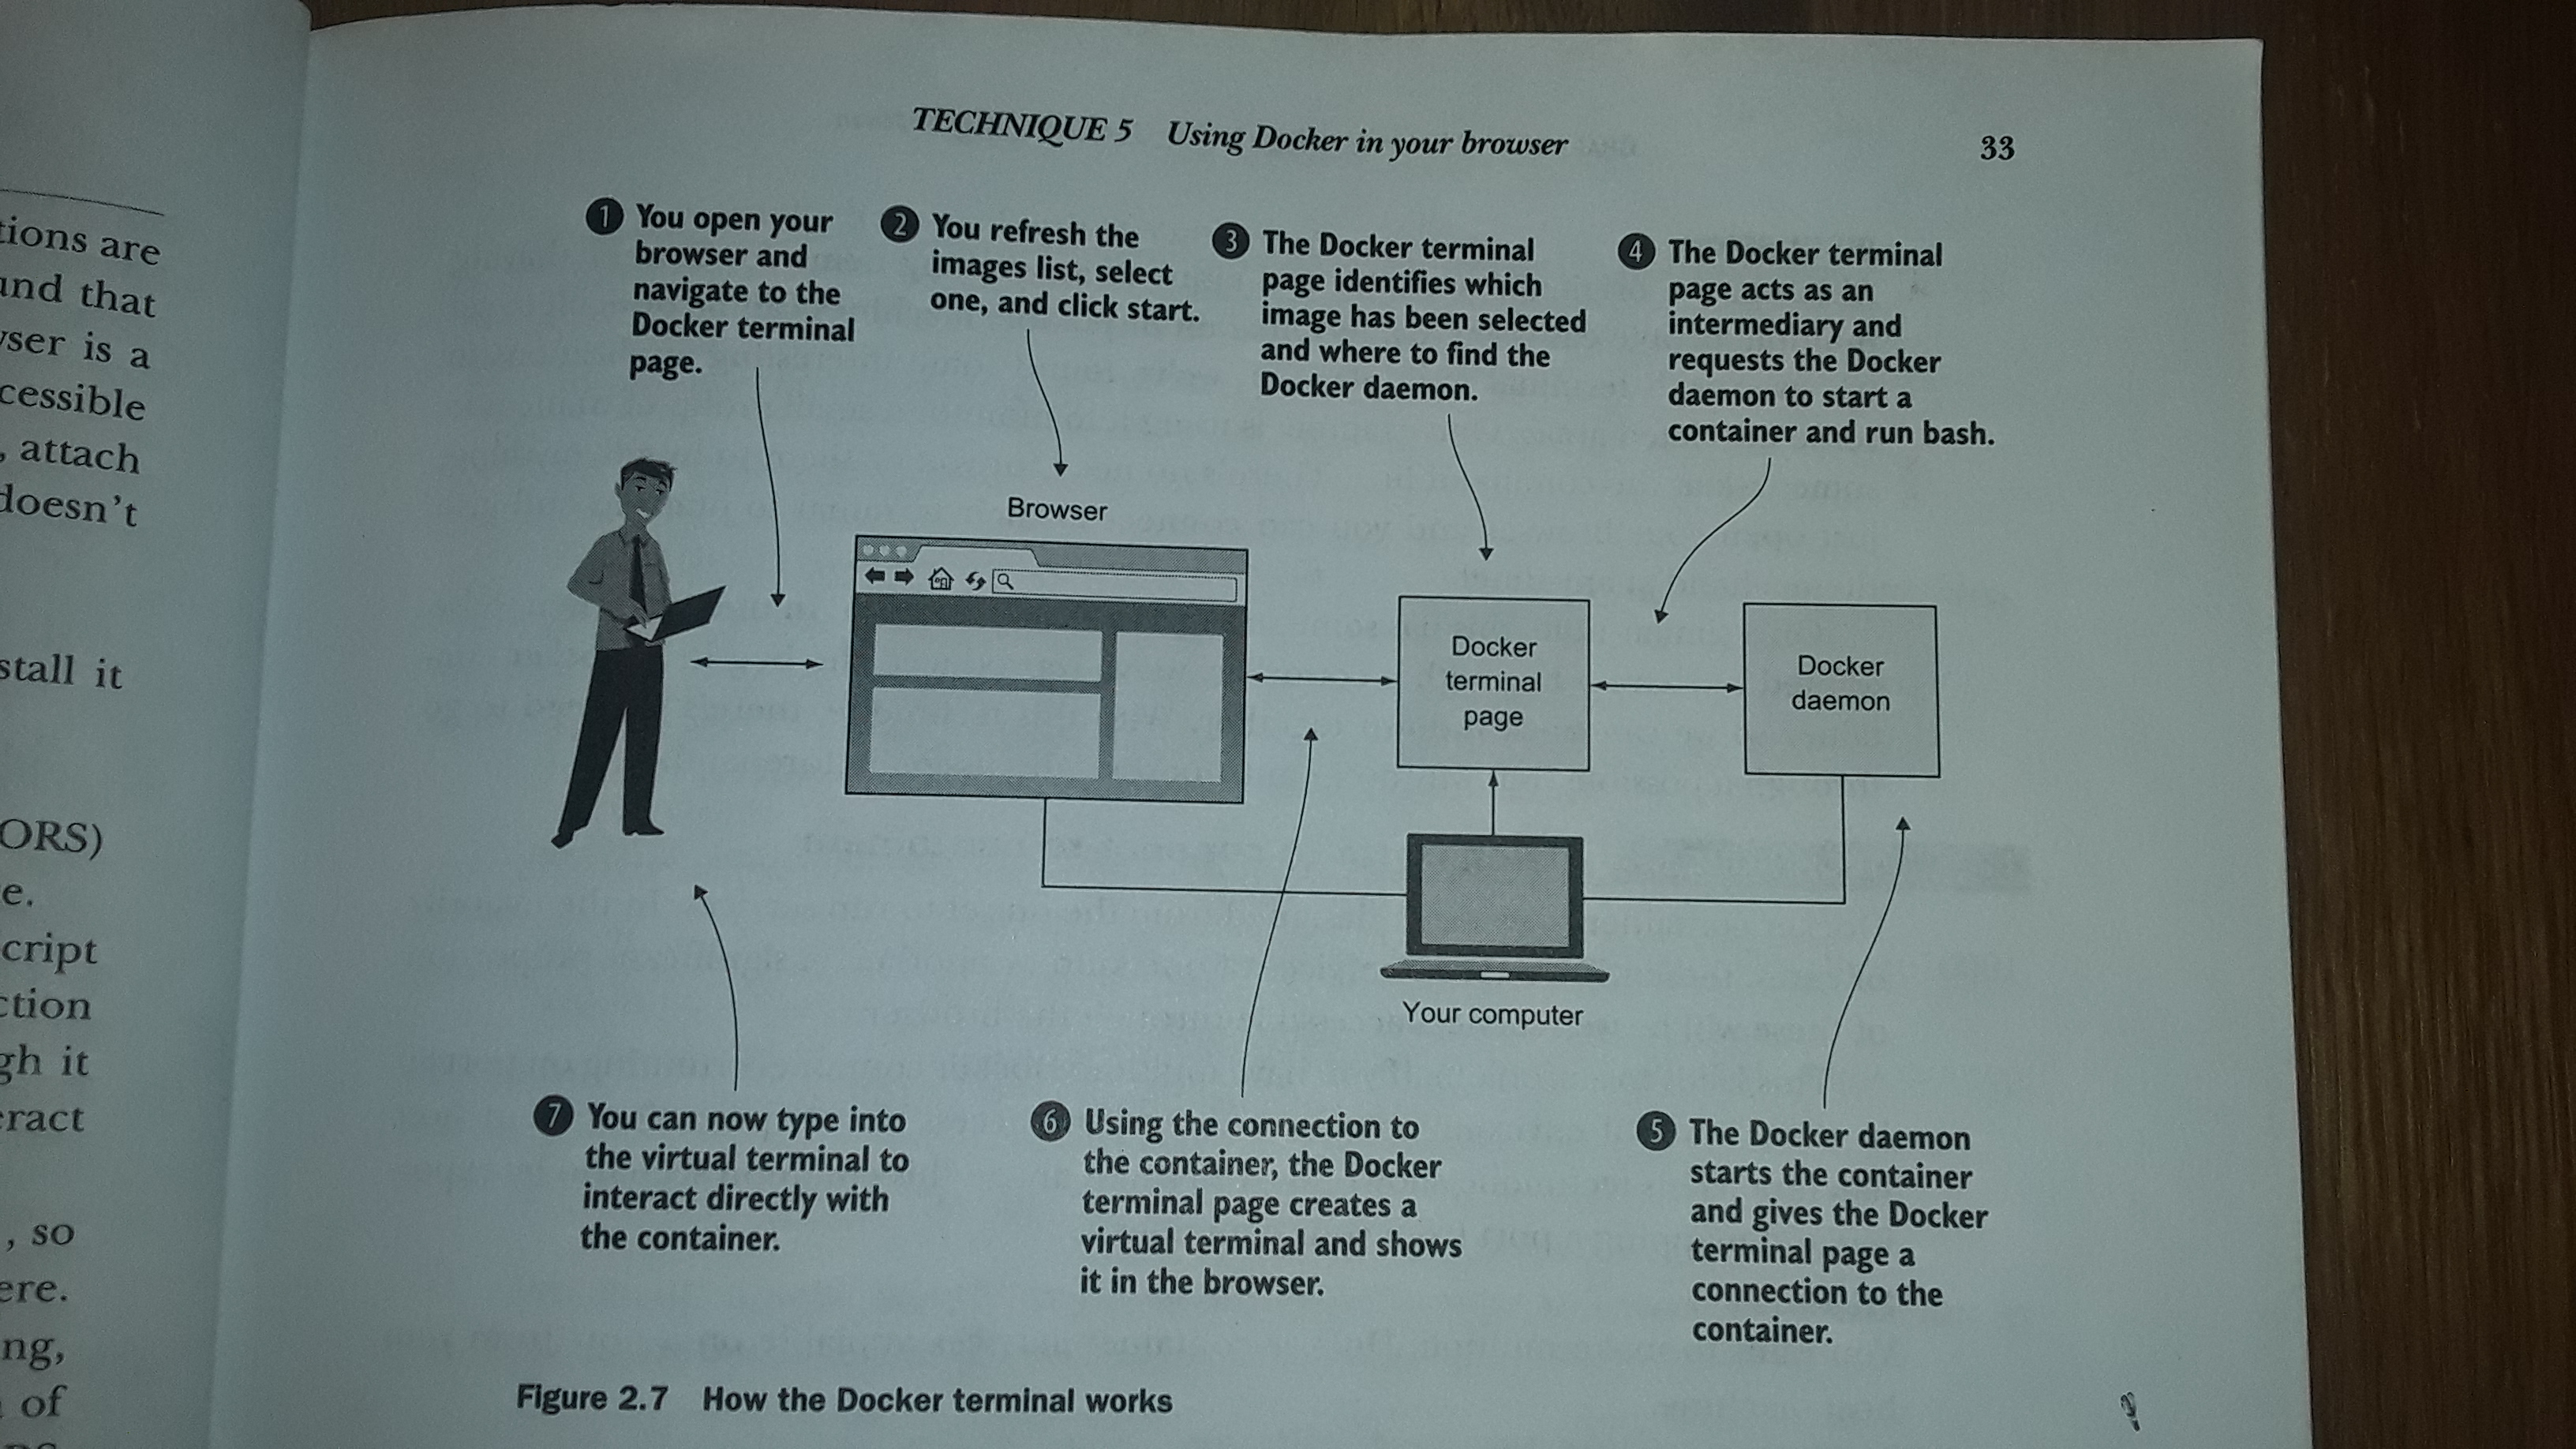 tions are
and that
ser is a
cessible
, attach
doesn't
stall it
ORS)
e.
cript
ction
gh it
eract
, so
ere.
ng,
of
TECHNIQUE 5 Using Docker in your browser 33
1 You open your
browser and
navigate to the
Docker terminal
page.
2 You refresh the
images list, select
one, and click start.
3 The Docker terminal
page identifies which
image has been selected
and where to find the
Docker daemon.
4 The Docker terminal
page acts as an
intermediary and
requests the Docker
daemon to start a
container and run bash.
Browser
Docker
terminal
page
Docker
daemon
Your computer
7 You can now type into
the virtual terminal to
interact directly with
the container.
6 Using the connection to
the container, the Docker
terminal page creates a
virtual terminal and shows
it in the browser.
5 The Docker daemon
starts the container
and gives the Docker
terminal page a
connection to the
container.
Figure 2.7 How the Docker terminal works